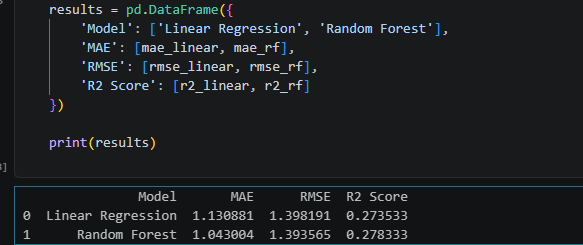 results = pd.DataFrame({
    'Model': ['Linear Regression', 'Random Forest'],
    'MAE': [mae_linear, mae_rf],
    'RMSE': [rmse_linear, rmse_rf],
    'R2 Score': [r2_linear, r2_rf]
})

print(results)
]
               Model       MAE      RMSE  R2 Score
0  Linear Regression  1.130881  1.398191  0.273533
1      Random Forest  1.043004  1.393565  0.278333